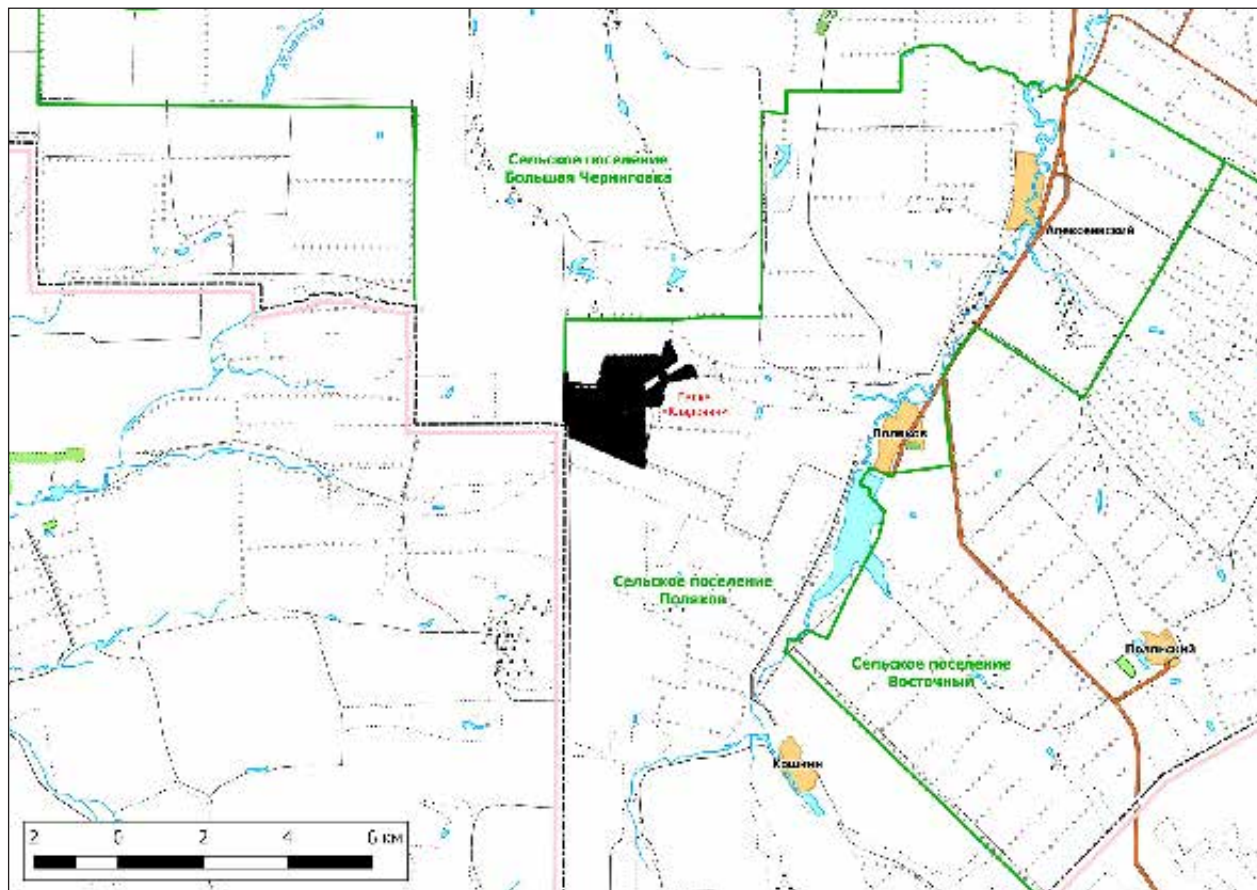 Сельское поселение
Большая Черниговка
Алексеевский
Поляков
Сельское поселение
Поляков
Сельское поселение
Восточный
Польский
Кошкин
2 0 2 4 6 км